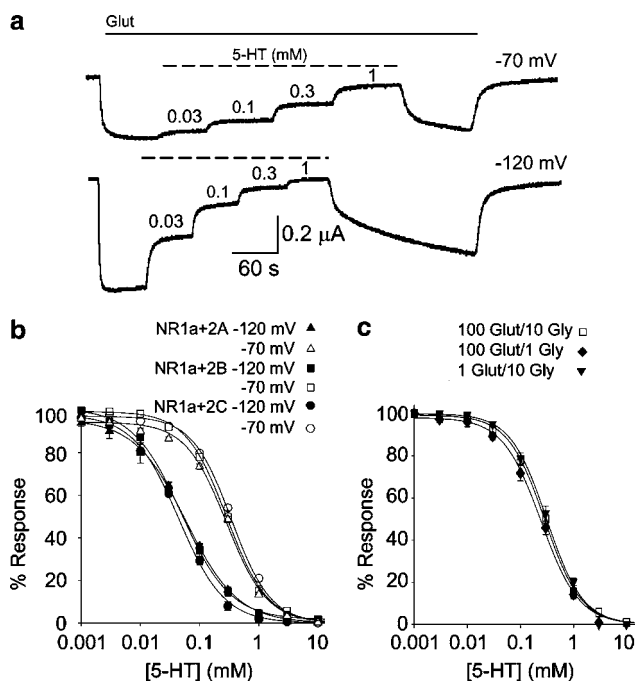 a
Glut
5-HT (mM)
-70 mV
0.03 0.1 0.3 1
-120 mV
0.03 0.1 0.3 1
0.2 µA
60 s
b
NR1a+2A -120 mV
-70 mV
NR1a+2B -120 mV
-70 mV
NR1a+2C -120 mV
-70 mV
% Response
100
80
60
40
20
0
0.001 0.01 0.1 1 10
[5-HT] (mM)
c
100 Glut/10 Gly
100 Glut/1 Gly
1 Glut/10 Gly
% Response
100
80
60
40
20
0
0.001 0.01 0.1 1 10
[5-HT] (mM)